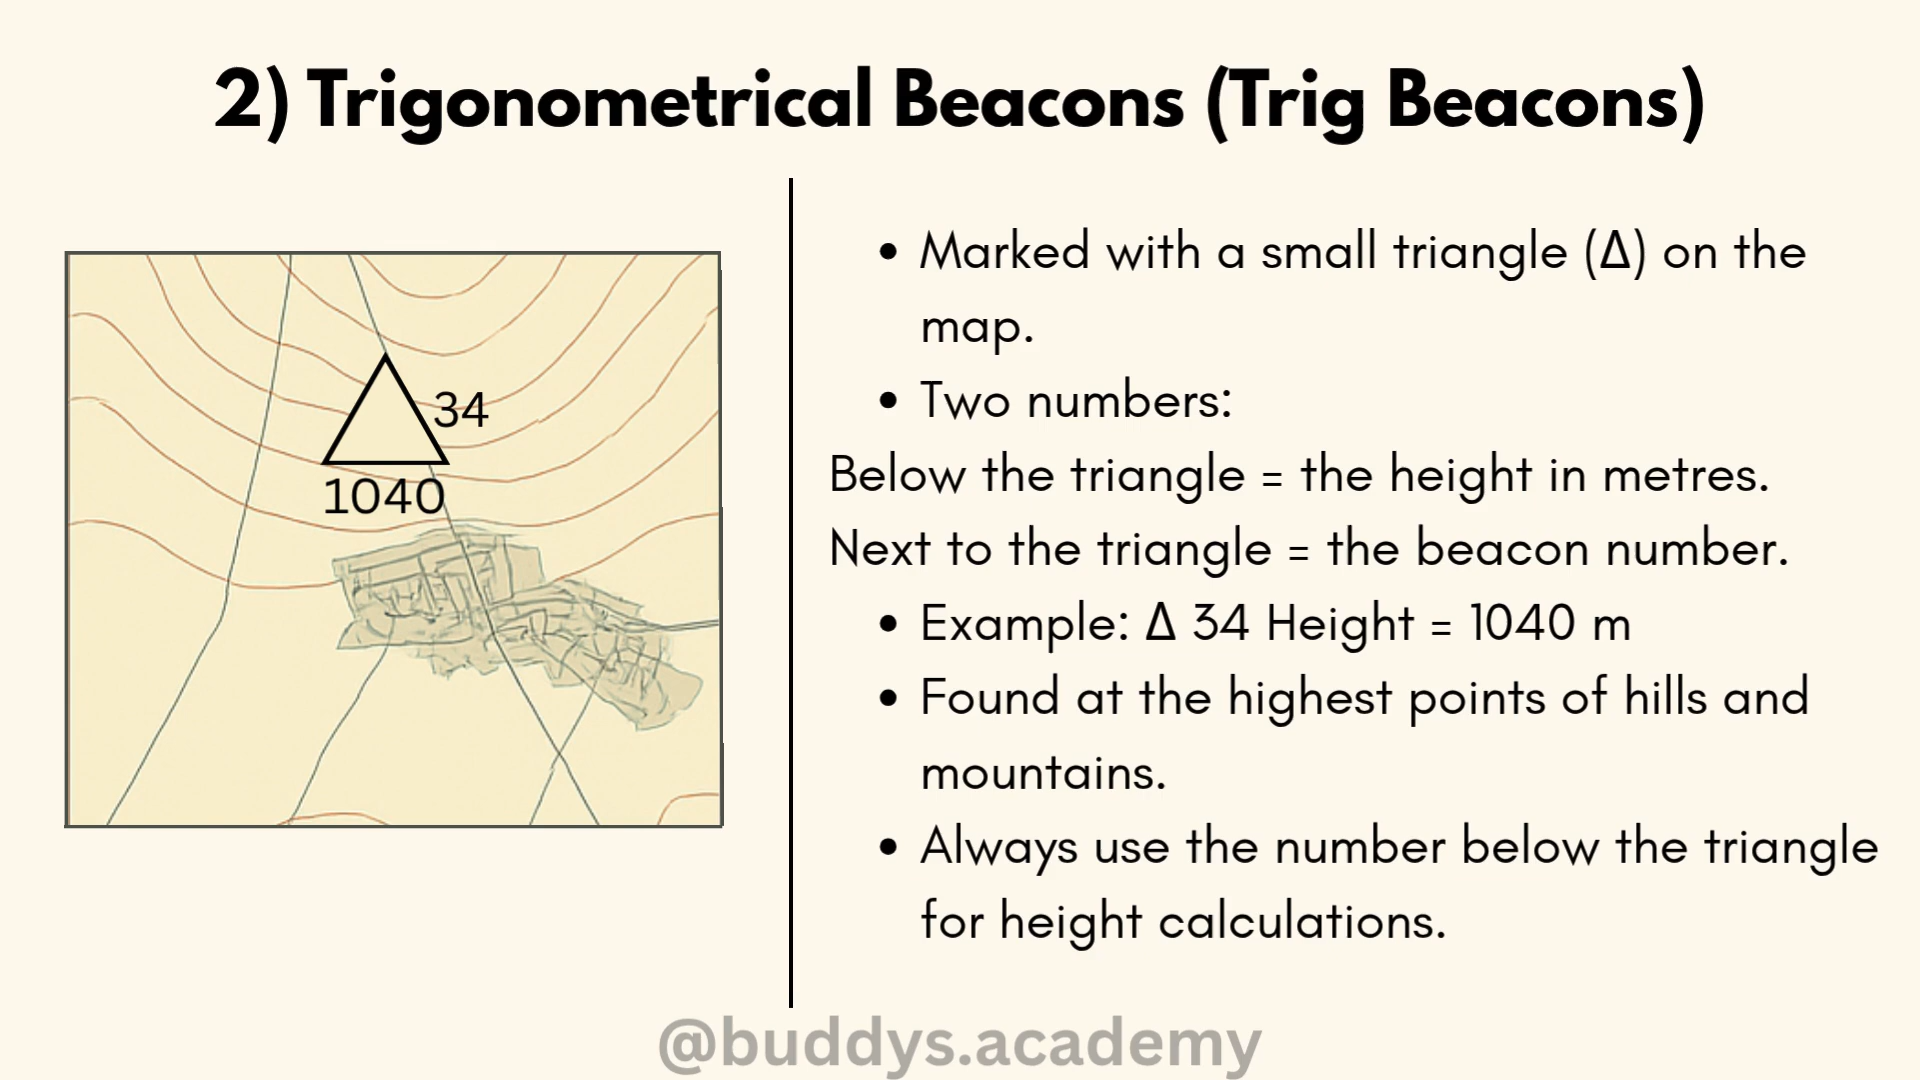 2) Trigonometrical Beacons (Trig Beacons)
34
1040
• Marked with a small triangle (Δ) on the
map.
• Two numbers:
Below the triangle = the height in metres.
Next to the triangle = the beacon number.
• Example: Δ 34 Height = 1040 m
• Found at the highest points of hills and
mountains.
• Always use the number below the triangle
for height calculations.
@buddys.academy